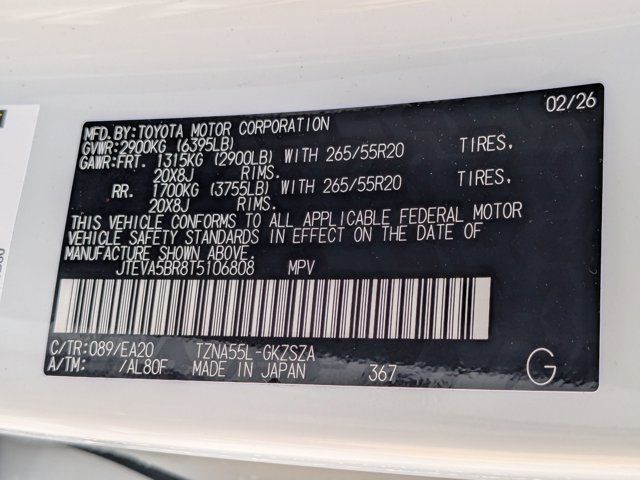 02/26
MFD.BY:TOYOTA MOTOR CORPORATION
GVWR:2900KG (6395LB)
GAWR:FRT. 1315KG (2900LB) WITH 265/55R20 TIRES,
20X8J RIMS.
RR. 1700KG (3755LB) WITH 265/55R20 TIRES,
20X8J RIMS.
THIS VEHICLE CONFORMS TO ALL APPLICABLE FEDERAL MOTOR
VEHICLE SAFETY STANDARDS IN EFFECT ON THE DATE OF
MANUFACTURE SHOWN ABOVE.
JTEVA5BR8T5106808 MPV
C/TR:089/EA20 TZNA55L-GKZSZA
A/TM: /AL80F MADE IN JAPAN 367 G